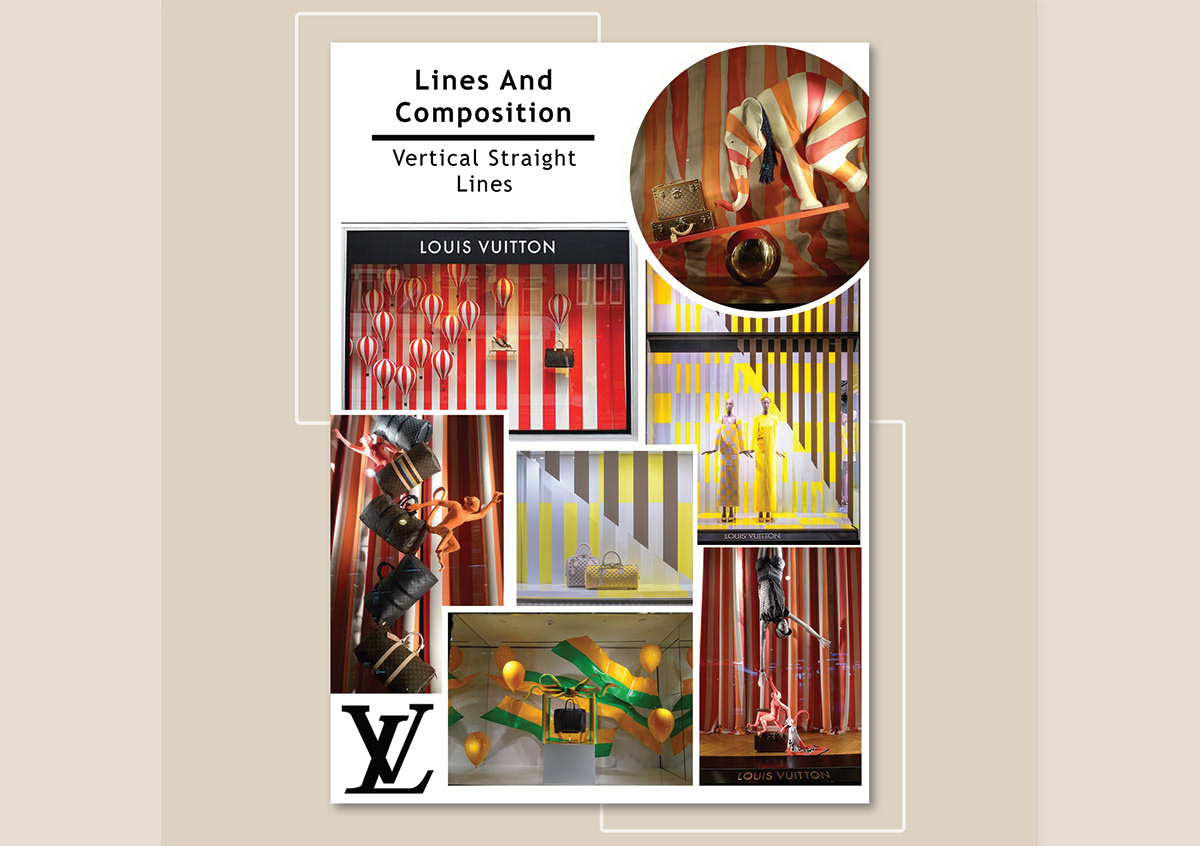 Lines And
Composition
Vertical Straight
Lines
LOUIS VUITTON
LOUIS VUITTON
LOUIS VUITTON
LV